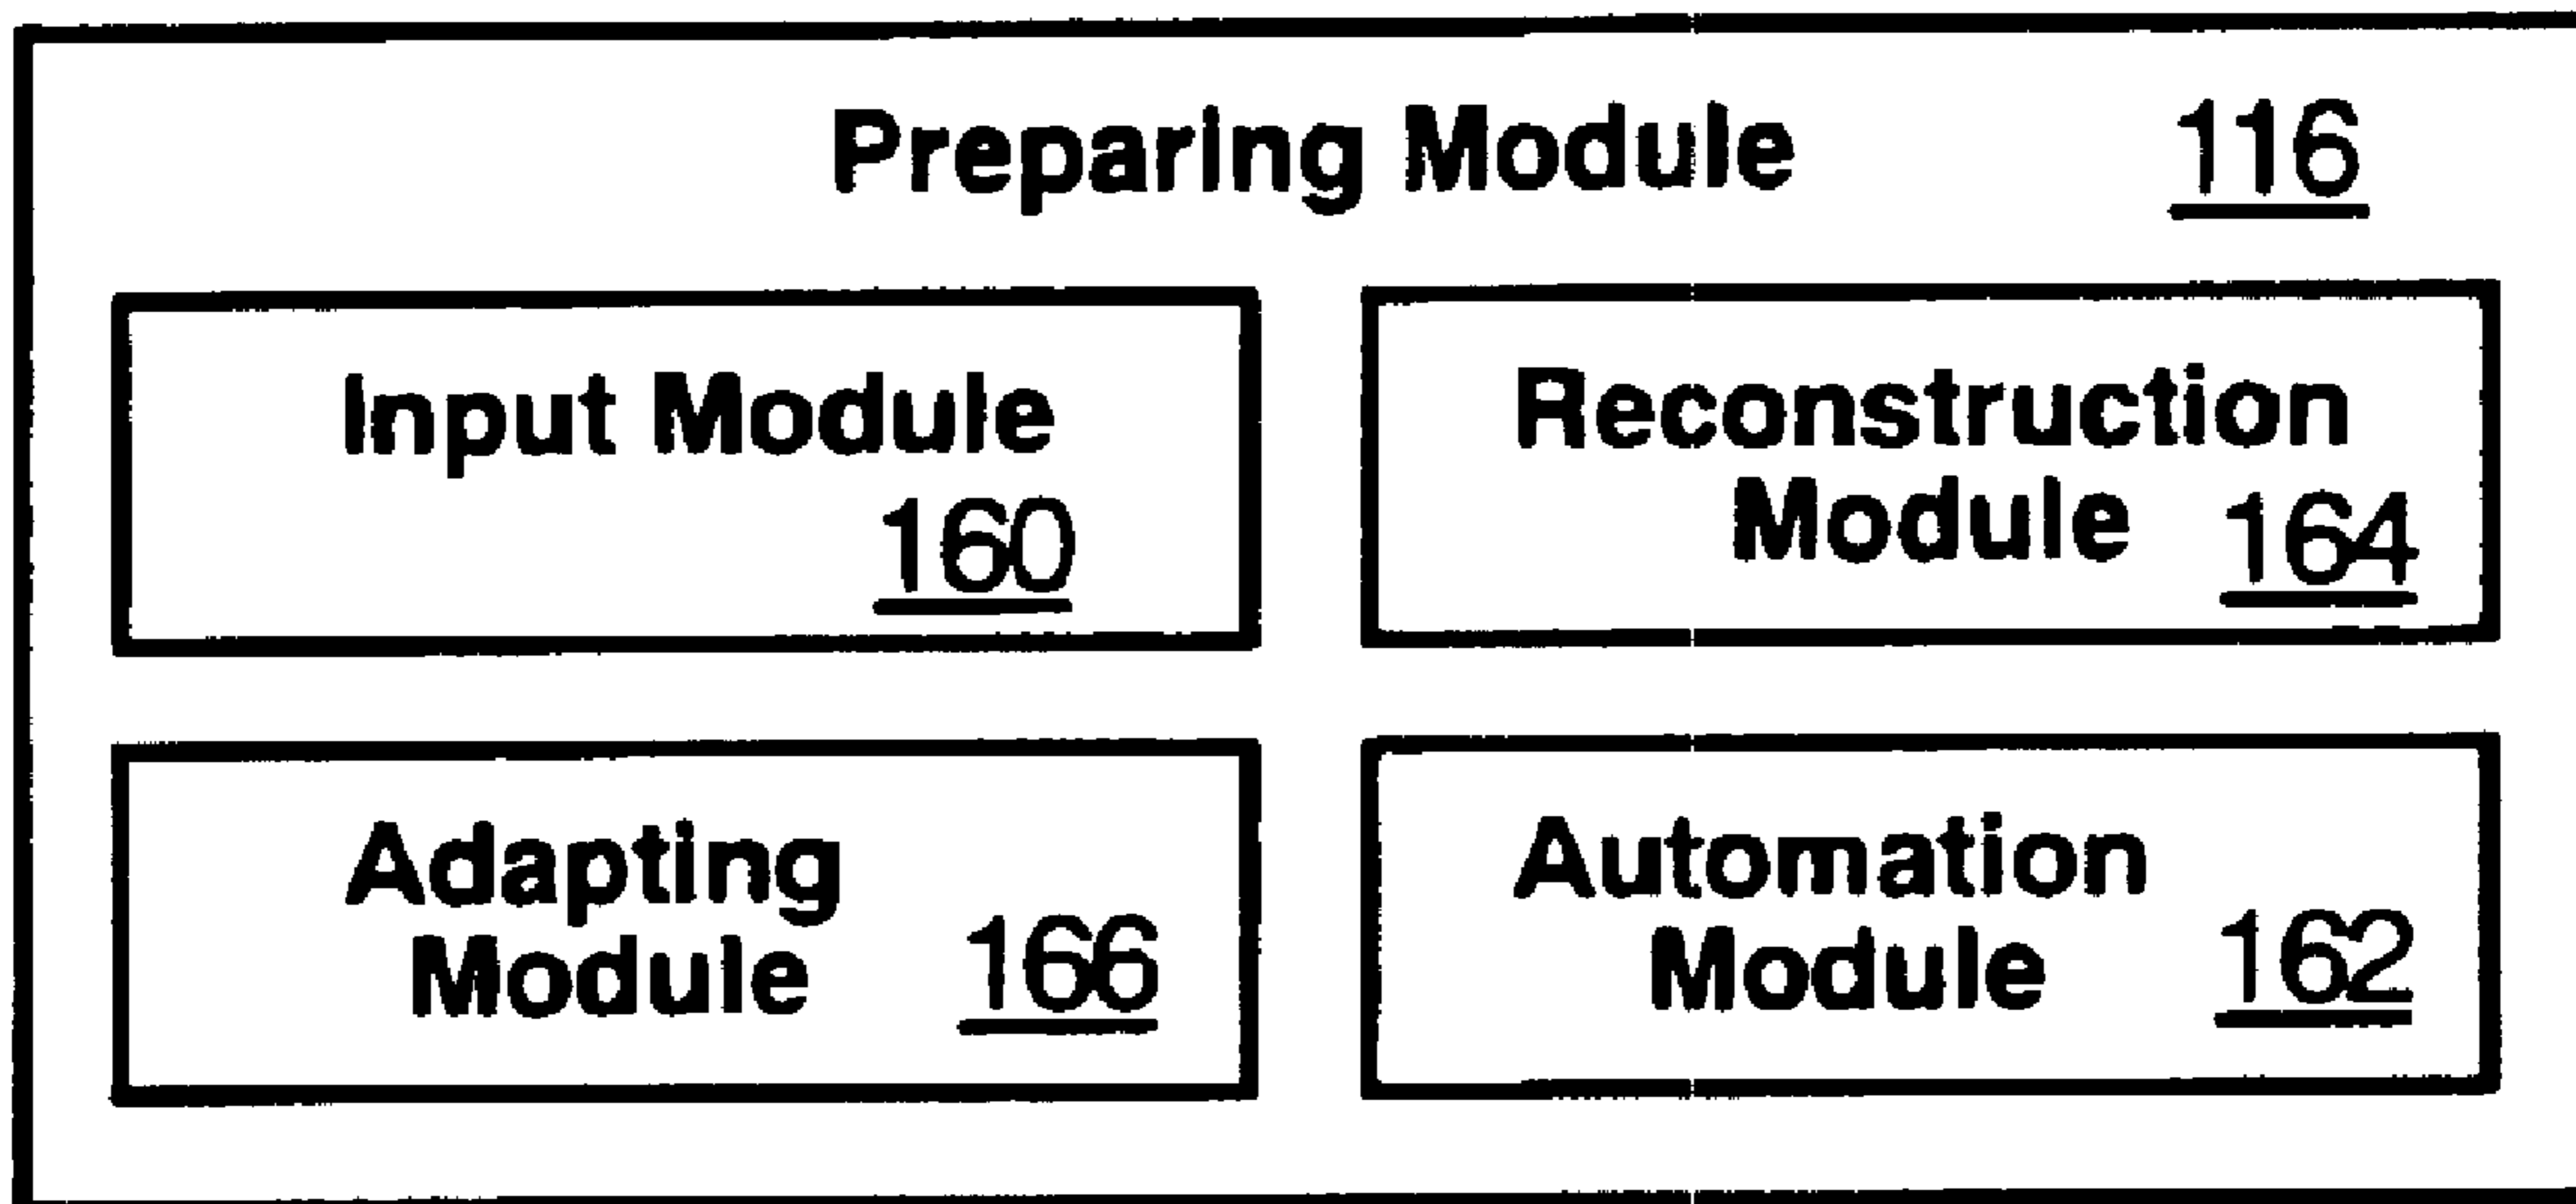 Preparing Module 116
Input Module
160
Reconstruction
Module 164
Adapting
Module 166
Automation
Module 162